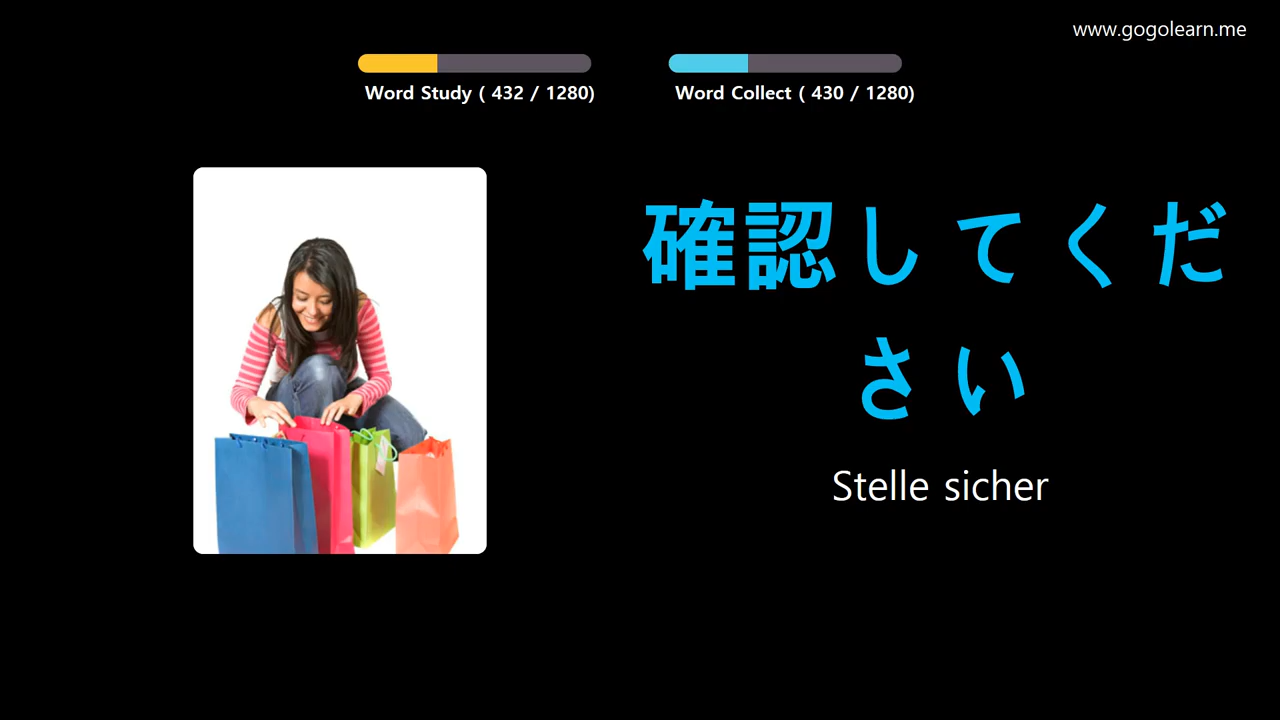 www.gogolearn.me
Word Study ( 432 / 1280)
Word Collect ( 430 / 1280)
確認してくだ
さい
Stelle sicher